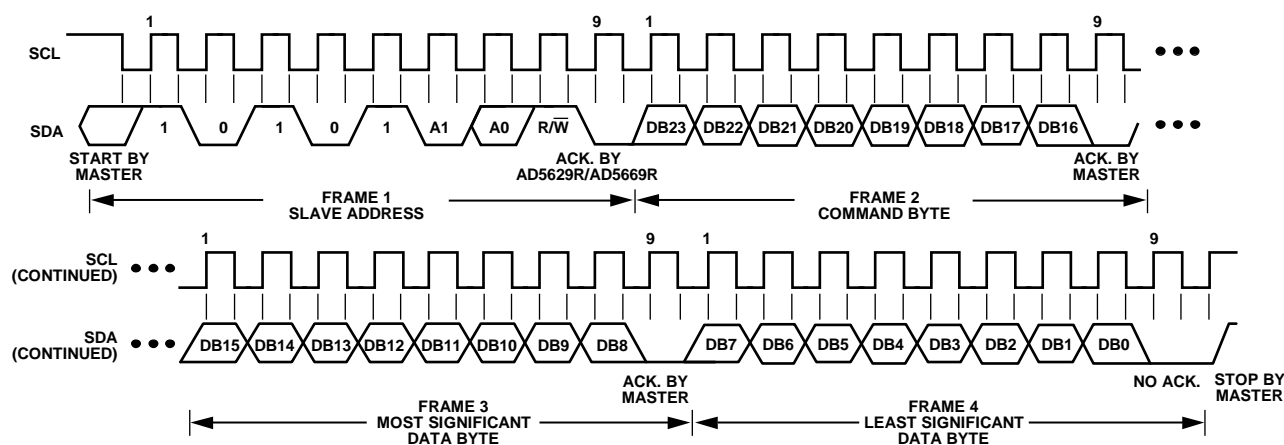 1 9 1 9
SCL
SDA 1 0 1 0 1 A1 A0 R/W̅ DB23 DB22 DB21 DB20 DB19 DB18 DB17 DB16
START BY
MASTER
ACK. BY
AD5629R/AD5669R
ACK. BY
MASTER
FRAME 1
SLAVE ADDRESS
FRAME 2
COMMAND BYTE
1 9 1 9
SCL
(CONTINUED)
SDA
(CONTINUED)
DB15 DB14 DB13 DB12 DB11 DB10 DB9 DB8 DB7 DB6 DB5 DB4 DB3 DB2 DB1 DB0
ACK. BY
MASTER
NO ACK.
STOP BY
MASTER
FRAME 3
MOST SIGNIFICANT
DATA BYTE
FRAME 4
LEAST SIGNIFICANT
DATA BYTE